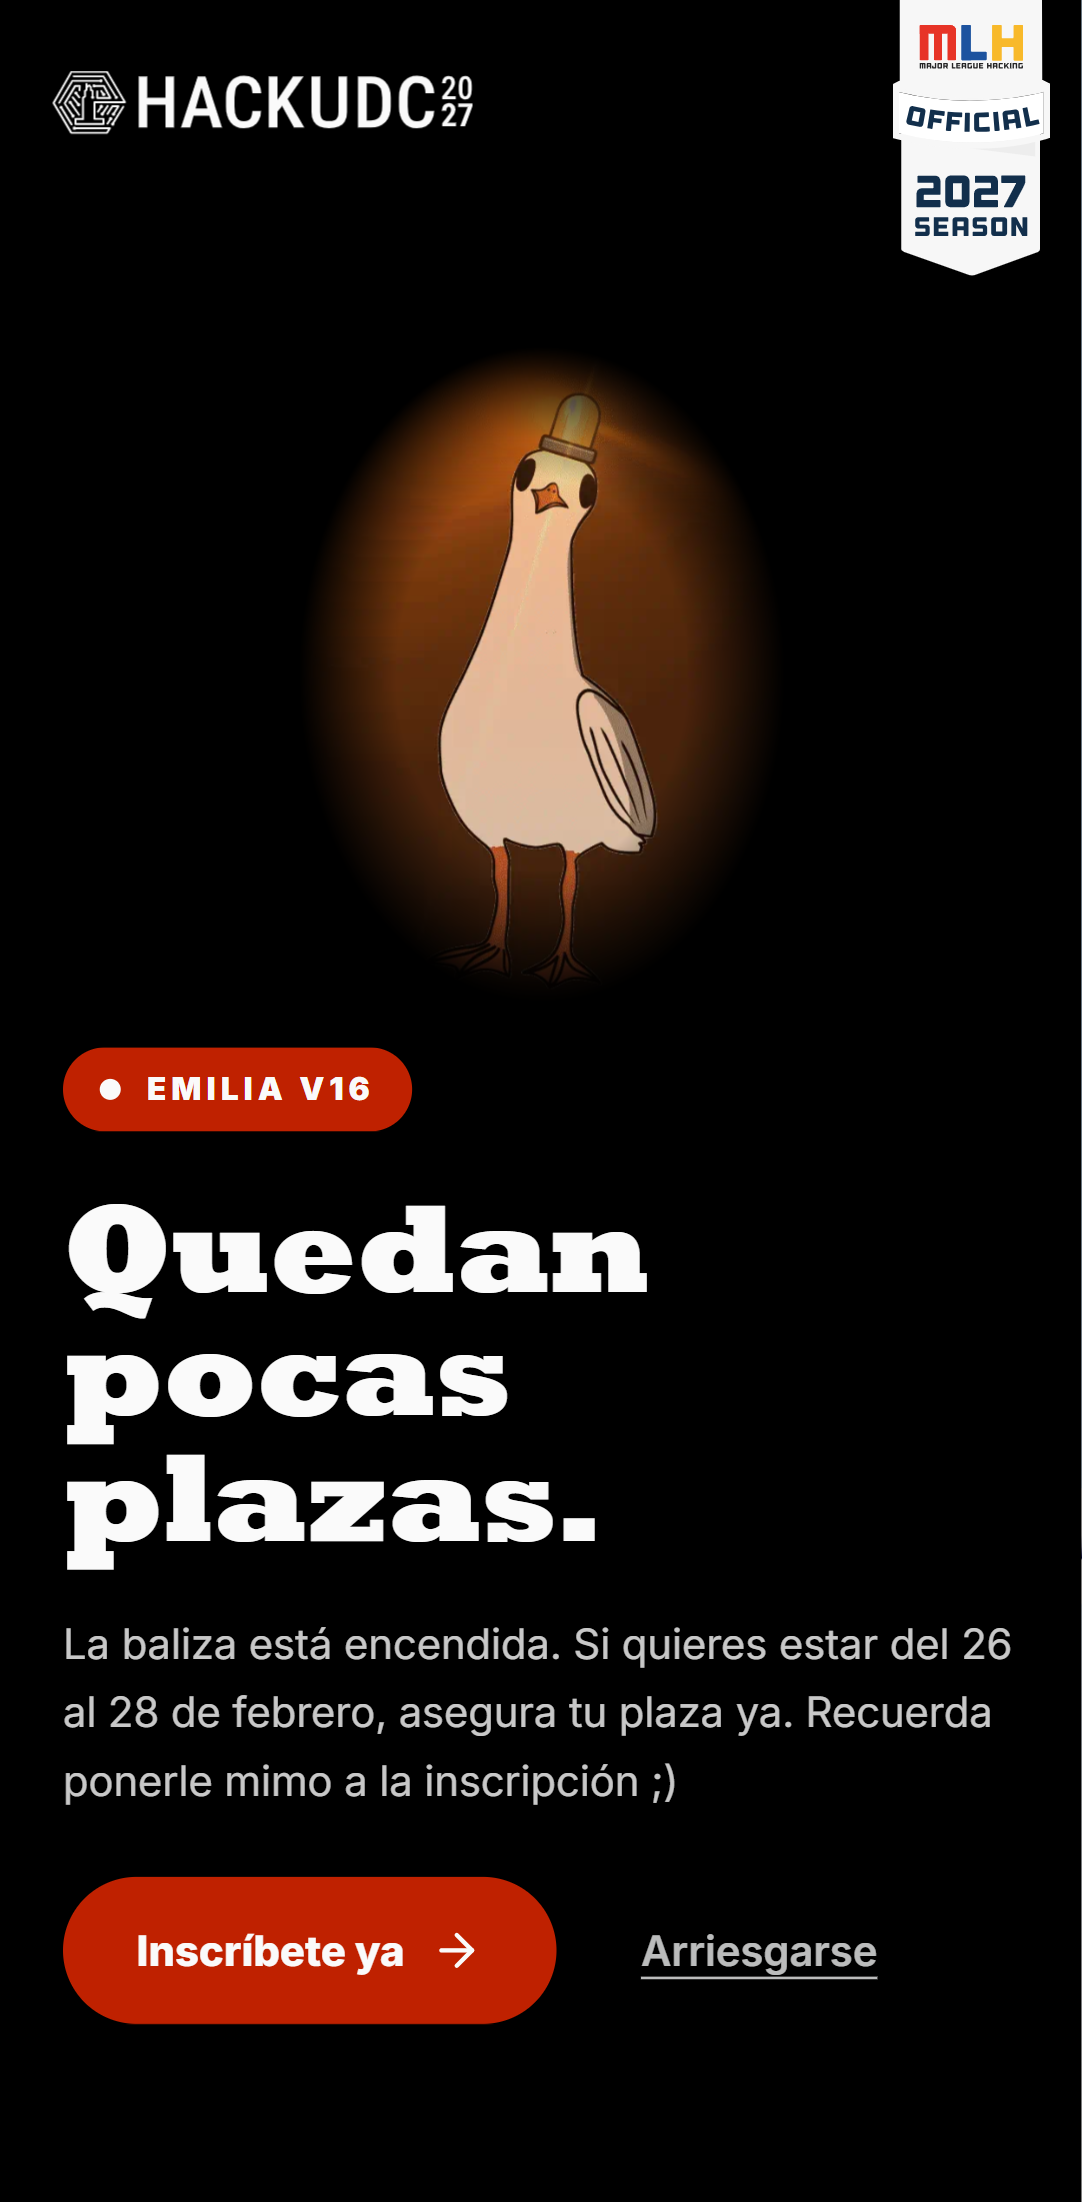 HACKUDC 2027
MLH
MAJOR LEAGUE HACKING
OFFICIAL
2027
SEASON
EMILIA V16
Quedan
pocas
plazas.
La baliza está encendida. Si quieres estar del 26
al 28 de febrero, asegura tu plaza ya. Recuerda
ponerle mimo a la inscripción ;)
Inscríbete ya →
Arriesgarse